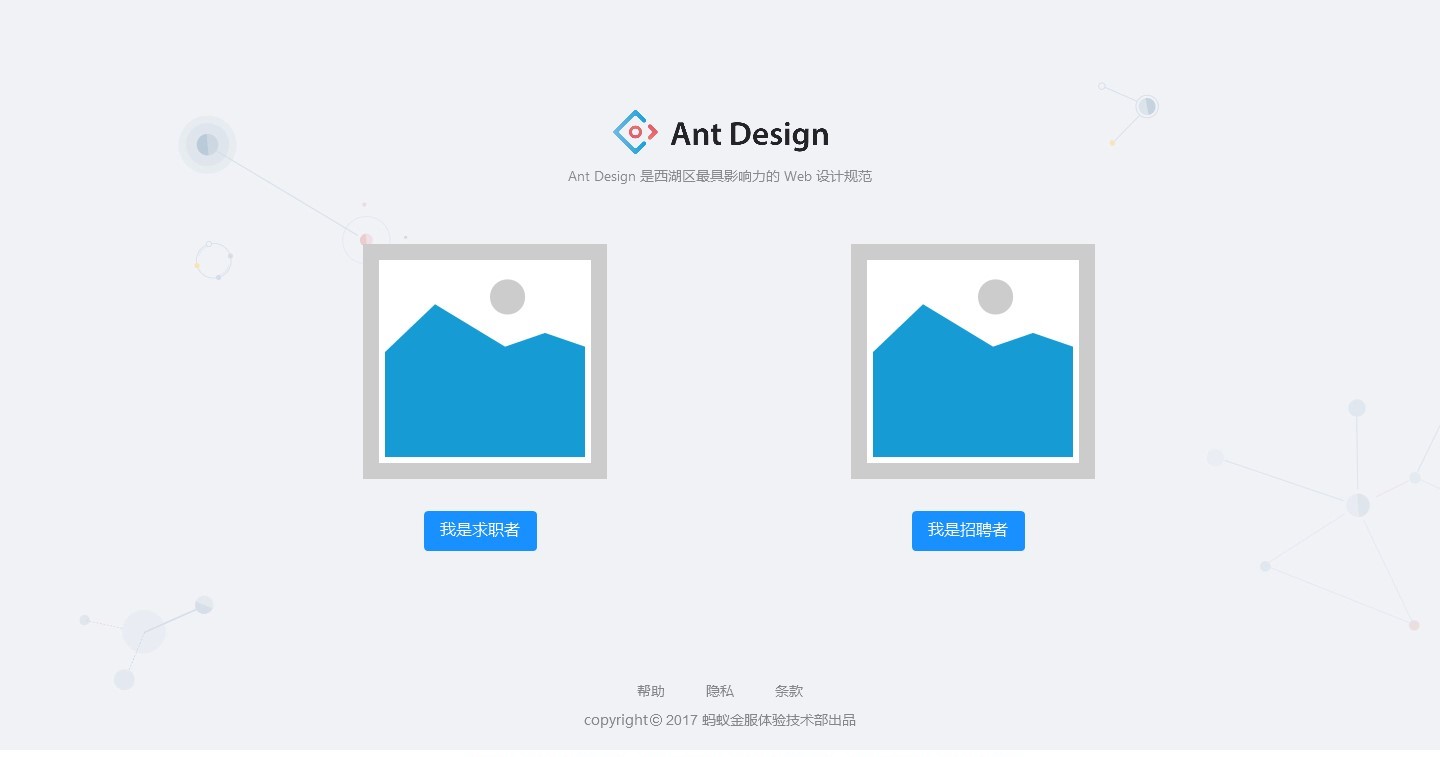 Ant Design
Ant Design 是西湖区最具影响力的 Web 设计规范
我是求职者
我是招聘者
帮助 隐私 条款
copyright© 2017 蚂蚁金服体验技术部出品